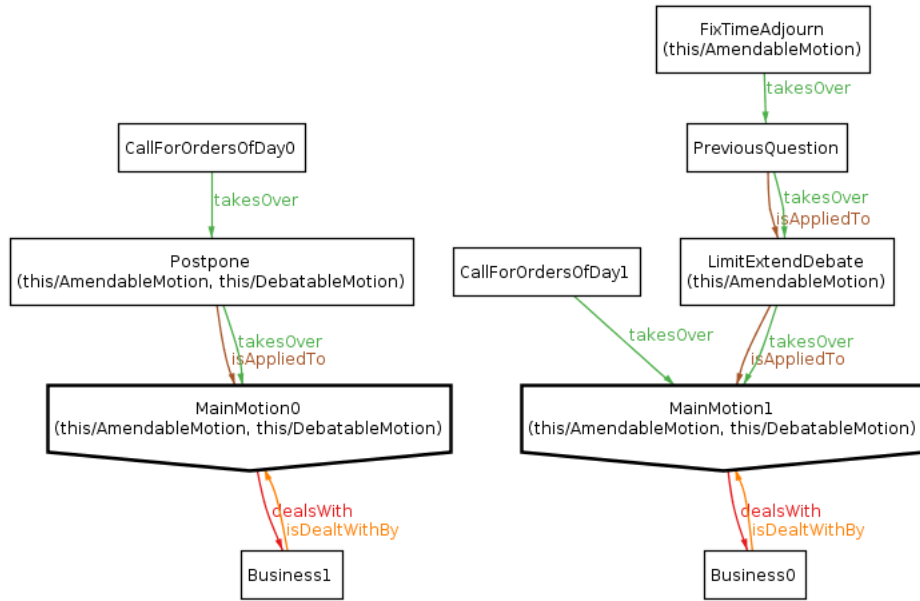 FixTimeAdjourn
(this/AmendableMotion)
takesOver
CallForOrdersOfDay0
PreviousQuestion
takesOver
takesOver
isAppliedTo
Postpone
(this/AmendableMotion, this/DebatableMotion)
CallForOrdersOfDay1
LimitExtendDebate
(this/AmendableMotion)
takesOver
isAppliedTo
takesOver
takesOver
isAppliedTo
MainMotion0
(this/AmendableMotion, this/DebatableMotion)
MainMotion1
(this/AmendableMotion, this/DebatableMotion)
dealsWith
isDealtWithBy
dealsWith
isDealtWithBy
Business1
Business0